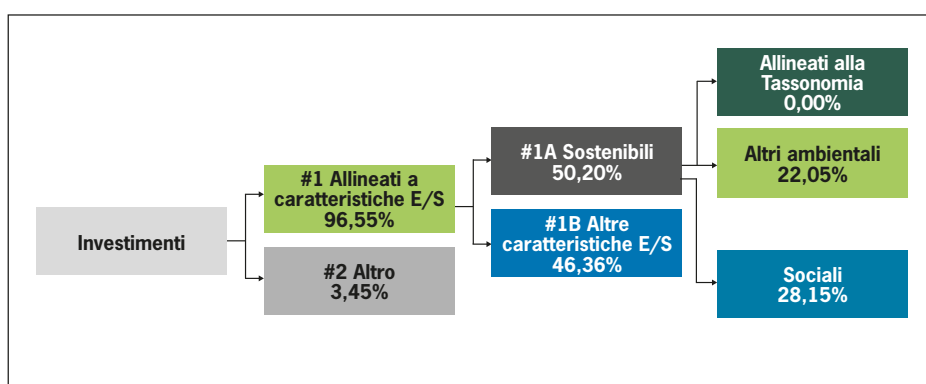 Investimenti
#1 Allineati a
caratteristiche E/S
96,55%
#2 Altro
3,45%
#1A Sostenibili
50,20%
#1B Altre
caratteristiche E/S
46,36%
Allineati alla
Tassonomia
0,00%
Altri ambientali
22,05%
Sociali
28,15%